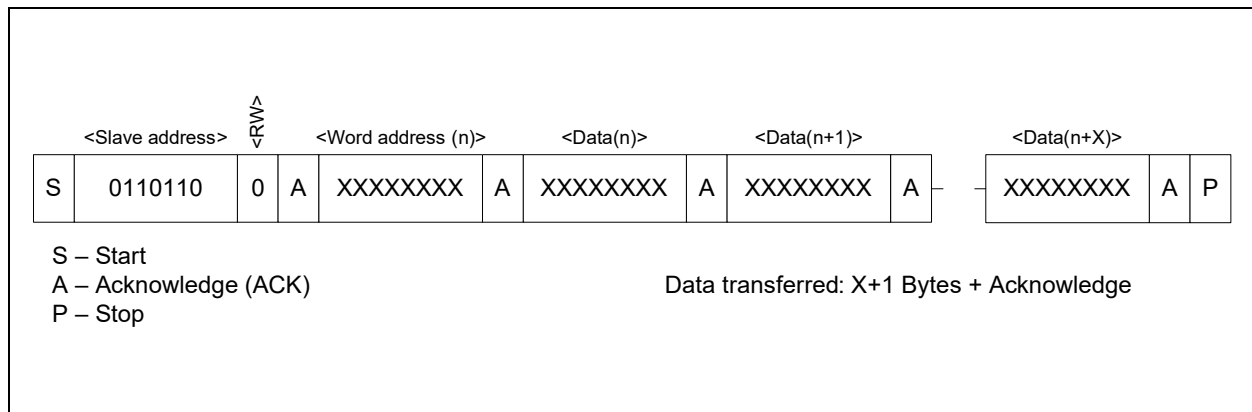 <RW>
<Slave address> <Word address (n)> <Data(n)> <Data(n+1)> <Data(n+X)>
S 0110110 0 A XXXXXXXX A XXXXXXXX A XXXXXXXX A XXXXXXXX A P
S – Start
A – Acknowledge (ACK) Data transferred: X+1 Bytes + Acknowledge
P – Stop